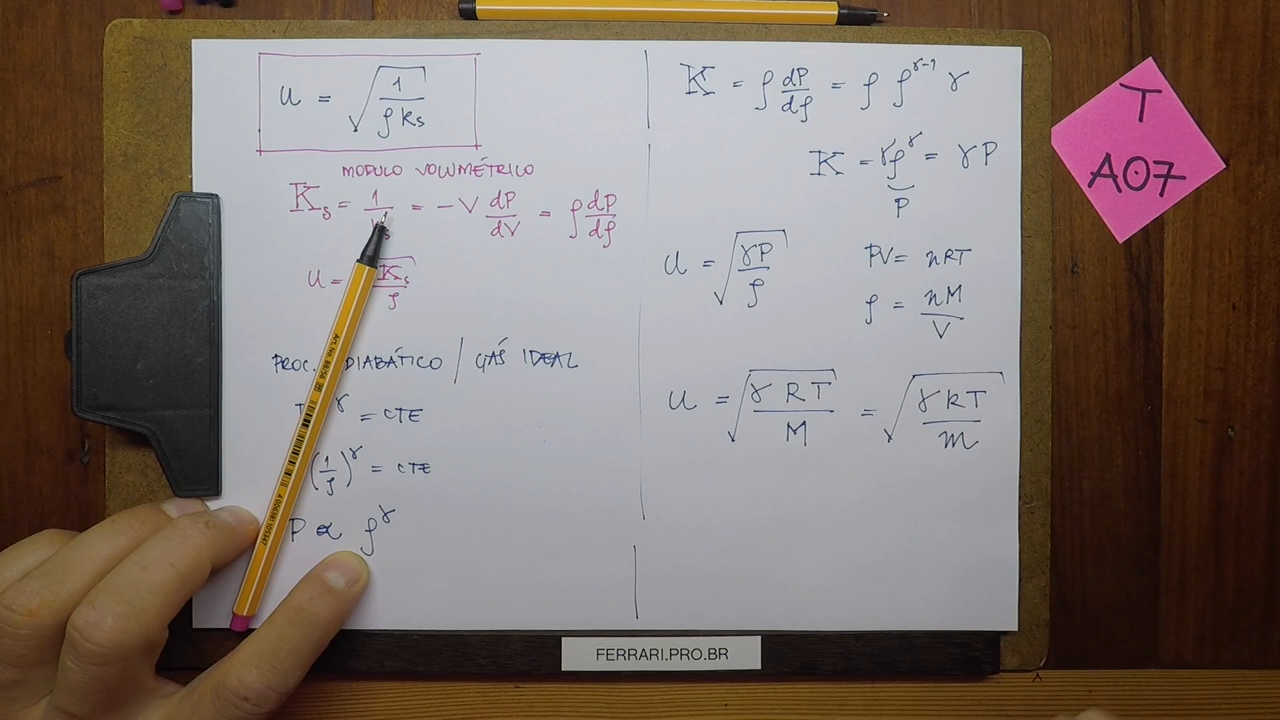 u = √(1/(ρ ks))
MODULO VOLUMÉTRICO
Ks = 1/ks = -V dP/dV = ρ dP/dρ
u = √(Ks/ρ)
PROC. DIABÁTICO / GÁS IDEAL
γ = CTE
(1/ρ)^γ = CTE
P ∝ ρ^γ
K = ρ dP/dρ = ρ ρ^(γ-1) γ
K = γρ^γ = γP
P
u = √(γP/ρ)
PV = nRT
ρ = nM/V
u = √(γRT/M) = √(γkT/m)
T
A07
FERRARI.PRO.BR